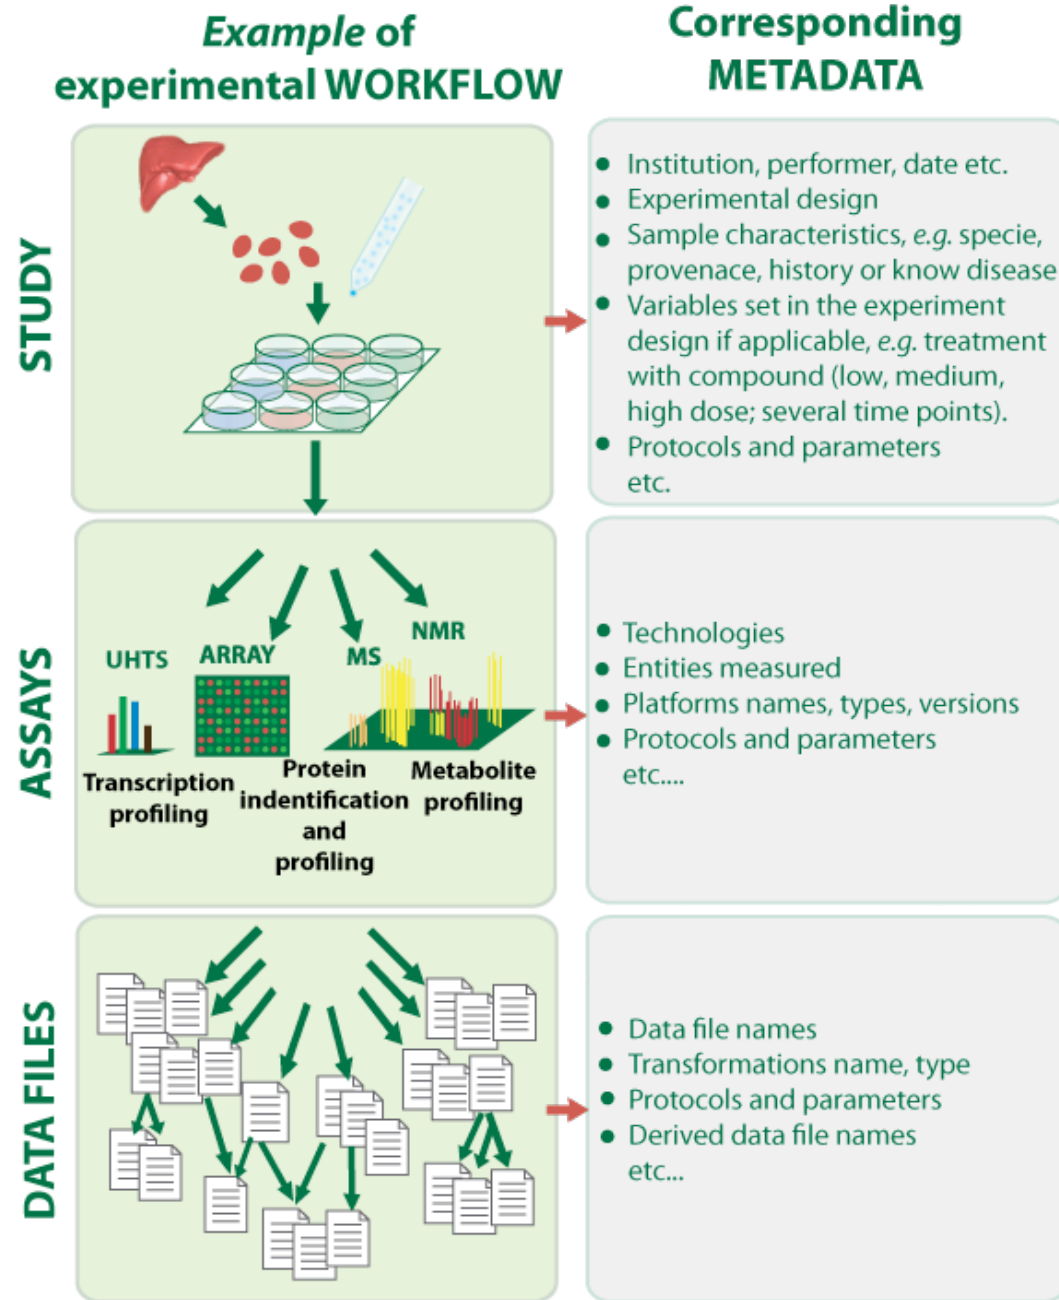 Example of
experimental WORKFLOW
Corresponding
METADATA
STUDY
• Institution, performer, date etc.
• Experimental design
• Sample characteristics, e.g. specie,
provenace, history or know disease
• Variables set in the experiment
design if applicable, e.g. treatment
with compound (low, medium,
high dose; several time points).
• Protocols and parameters
etc.
ASSAYS
UHTS
ARRAY
MS
NMR
Transcription
profiling
Protein
indentification
and
profiling
Metabolite
profiling
• Technologies
• Entities measured
• Platforms names, types, versions
• Protocols and parameters
etc....
DATA FILES
• Data file names
• Transformations name, type
• Protocols and parameters
• Derived data file names
etc...